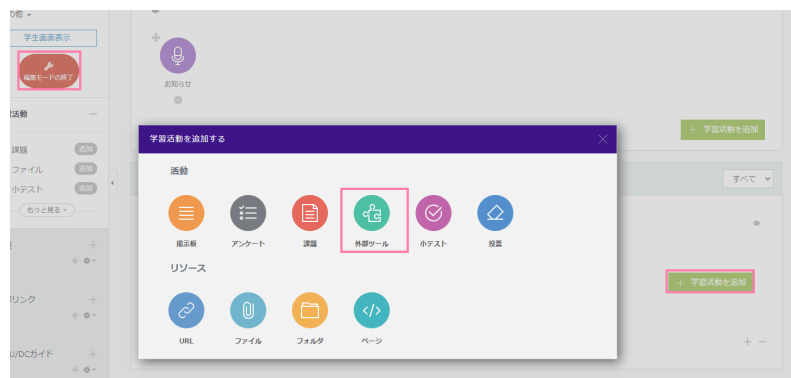 の他
学生画面表示
編集モードの終了
習活動
課題 追加
ファイル 追加
小テスト 追加
もっと見る
リンク
U/DCガイド
お知らせ
+ 学習活動を追加
すべて
+ 学習活動を追加
学習活動を追加する
活動
掲示板 アンケート 課題 外部ツール 小テスト 投票
リソース
URL ファイル フォルダ ページ